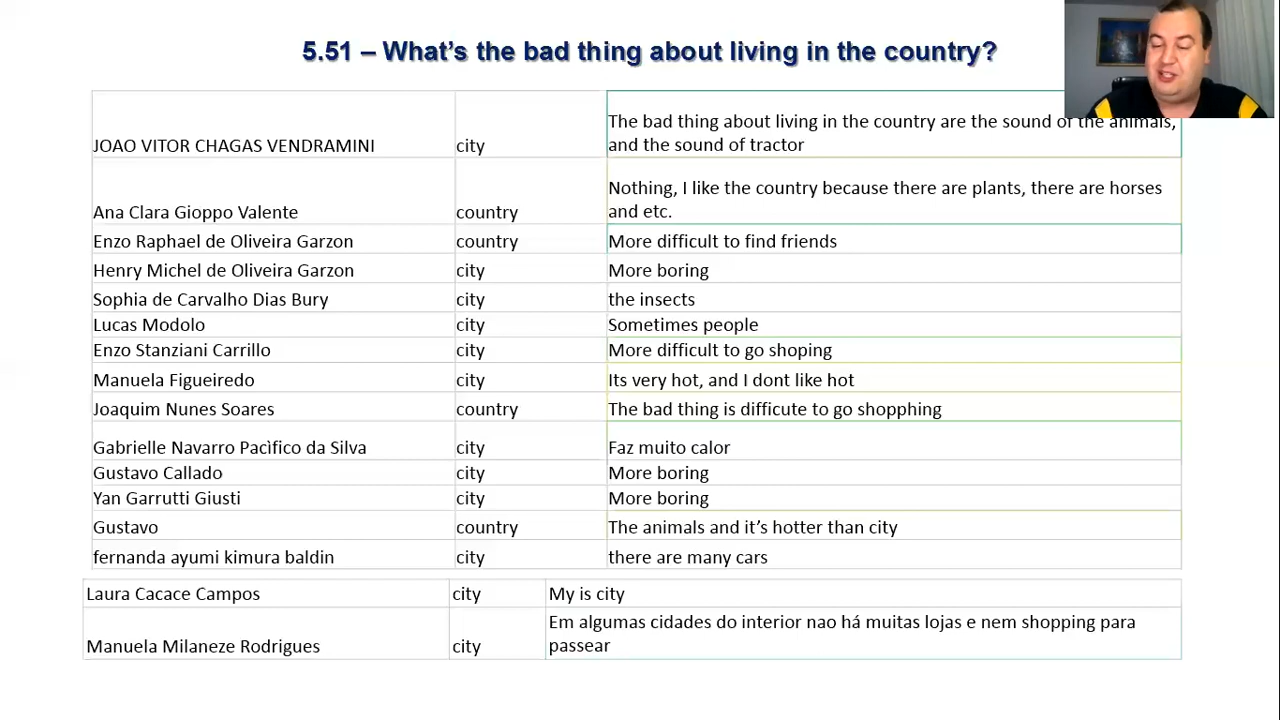 5.51 – What's the bad thing about living in the country?
The bad thing about living in the country are the sound of the animals,
JOAO VITOR CHAGAS VENDRAMINI city and the sound of tractor
Nothing, I like the country because there are plants, there are horses
Ana Clara Gioppo Valente country and etc.
Enzo Raphael de Oliveira Garzon country More difficult to find friends
Henry Michel de Oliveira Garzon city More boring
Sophia de Carvalho Dias Bury city the insects
Lucas Modolo city Sometimes people
Enzo Stanziani Carrillo city More difficult to go shoping
Manuela Figueiredo city Its very hot, and I dont like hot
Joaquim Nunes Soares country The bad thing is difficute to go shopphing
Gabrielle Navarro Pacìfico da Silva city Faz muito calor
Gustavo Callado city More boring
Yan Garrutti Giusti city More boring
Gustavo country The animals and it's hotter than city
fernanda ayumi kimura baldin city there are many cars
Laura Cacace Campos city My is city
Em algumas cidades do interior nao há muitas lojas e nem shopping para
Manuela Milaneze Rodrigues city passear